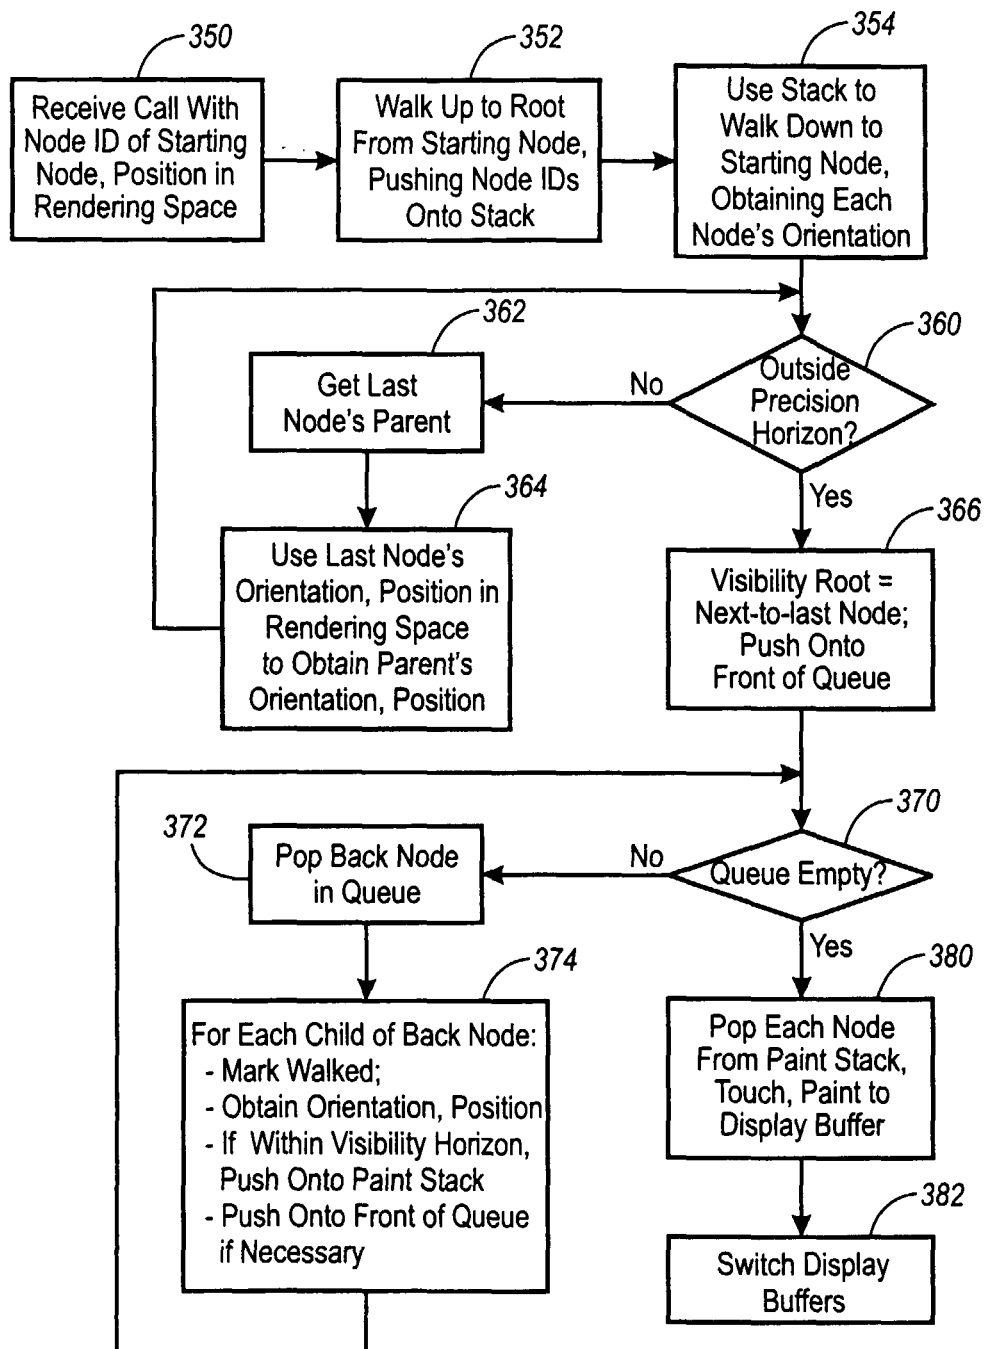 350
Receive Call With
Node ID of Starting
Node, Position in
Rendering Space
352
Walk Up to Root
From Starting Node,
Pushing Node IDs
Onto Stack
354
Use Stack to
Walk Down to
Starting Node,
Obtaining Each
Node's Orientation
360
Outside
Precision
Horizon?
No
Yes
362
Get Last
Node's Parent
364
Use Last Node's
Orientation, Position in
Rendering Space
to Obtain Parent's
Orientation, Position
366
Visibility Root =
Next-to-last Node;
Push Onto
Front of Queue
370
Queue Empty?
No
Yes
372
Pop Back Node
in Queue
374
For Each Child of Back Node:
- Mark Walked;
- Obtain Orientation, Position
- If Within Visibility Horizon,
Push Onto Paint Stack
- Push Onto Front of Queue
if Necessary
380
Pop Each Node
From Paint Stack,
Touch, Paint to
Display Buffer
382
Switch Display
Buffers